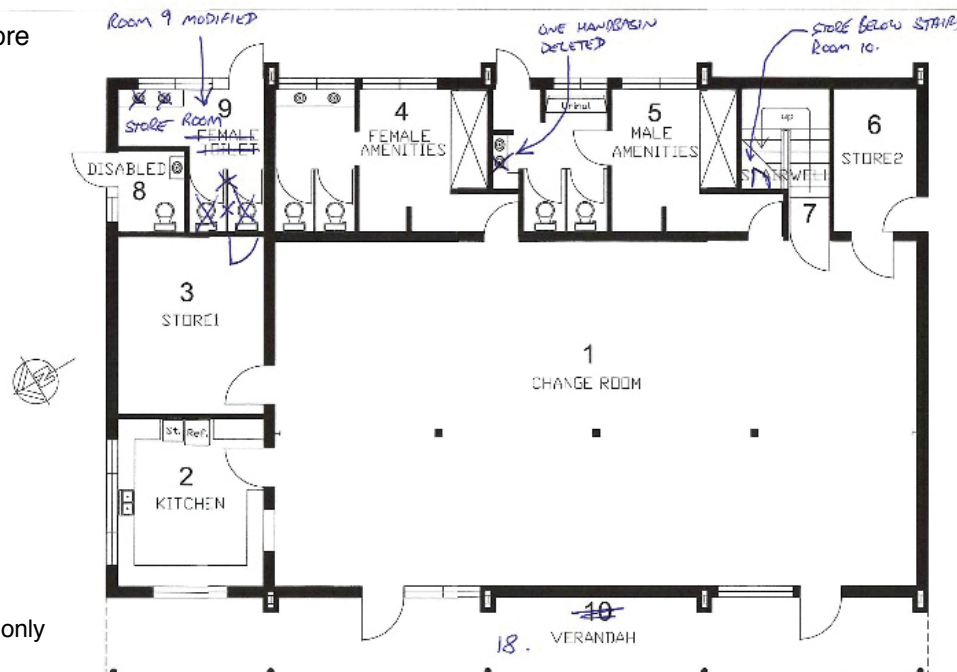 ROOM 9 MODIFIED
ore
ONE HANDBASIN
DELETED
STORE BELOW STAIRS
ROOM 10.
9
STORE ROOM
FEMALE
TOILET
4
FEMALE
AMENITIES
Urinal
5
MALE
AMENITIES
up
STAIRWELL
7
6
STORE2
DISABLED
8
3
STORE1
1
CHANGE ROOM
N
St.
Ref.
2
KITCHEN
only
10
18.
VERANDAH